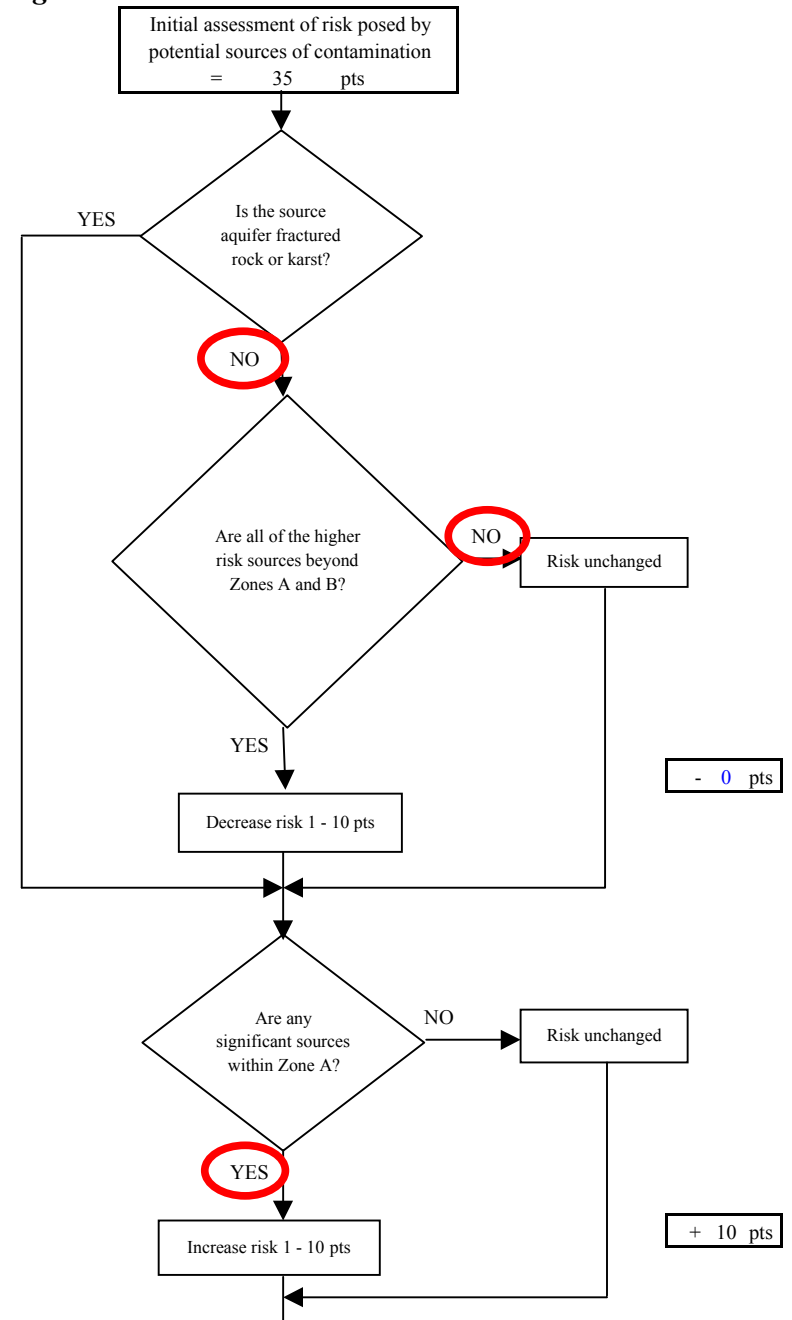 Initial assessment of risk posed by
potential sources of contamination
= 35 pts
Is the source
aquifer fractured
rock or karst?
YES
NO
Are all of the higher
risk sources beyond
Zones A and B?
NO
Risk unchanged
YES
- 0 pts
Decrease risk 1 - 10 pts
Are any
significant sources
within Zone A?
NO
Risk unchanged
YES
+ 10 pts
Increase risk 1 - 10 pts